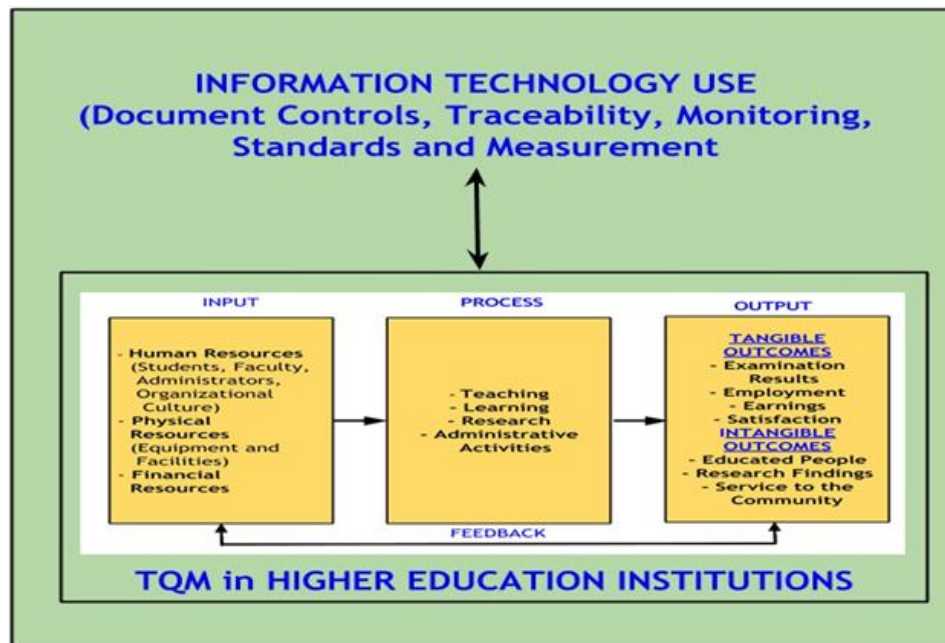 INFORMATION TECHNOLOGY USE
(Document Controls, Traceability, Monitoring,
Standards and Measurement
INPUT
- Human Resources
(Students, Faculty,
Administrators,
Organizational
Culture)
- Physical
Resources
(Equipment and
Facilities)
- Financial
Resources
PROCESS
- Teaching
- Learning
- Research
- Administrative
Activities
OUTPUT
TANGIBLE
OUTCOMES
- Examination
Results
- Employment
- Earnings
- Satisfaction
INTANGIBLE
OUTCOMES
- Educated People
- Research Findings
- Service to the
Community
FEEDBACK
TQM in HIGHER EDUCATION INSTITUTIONS